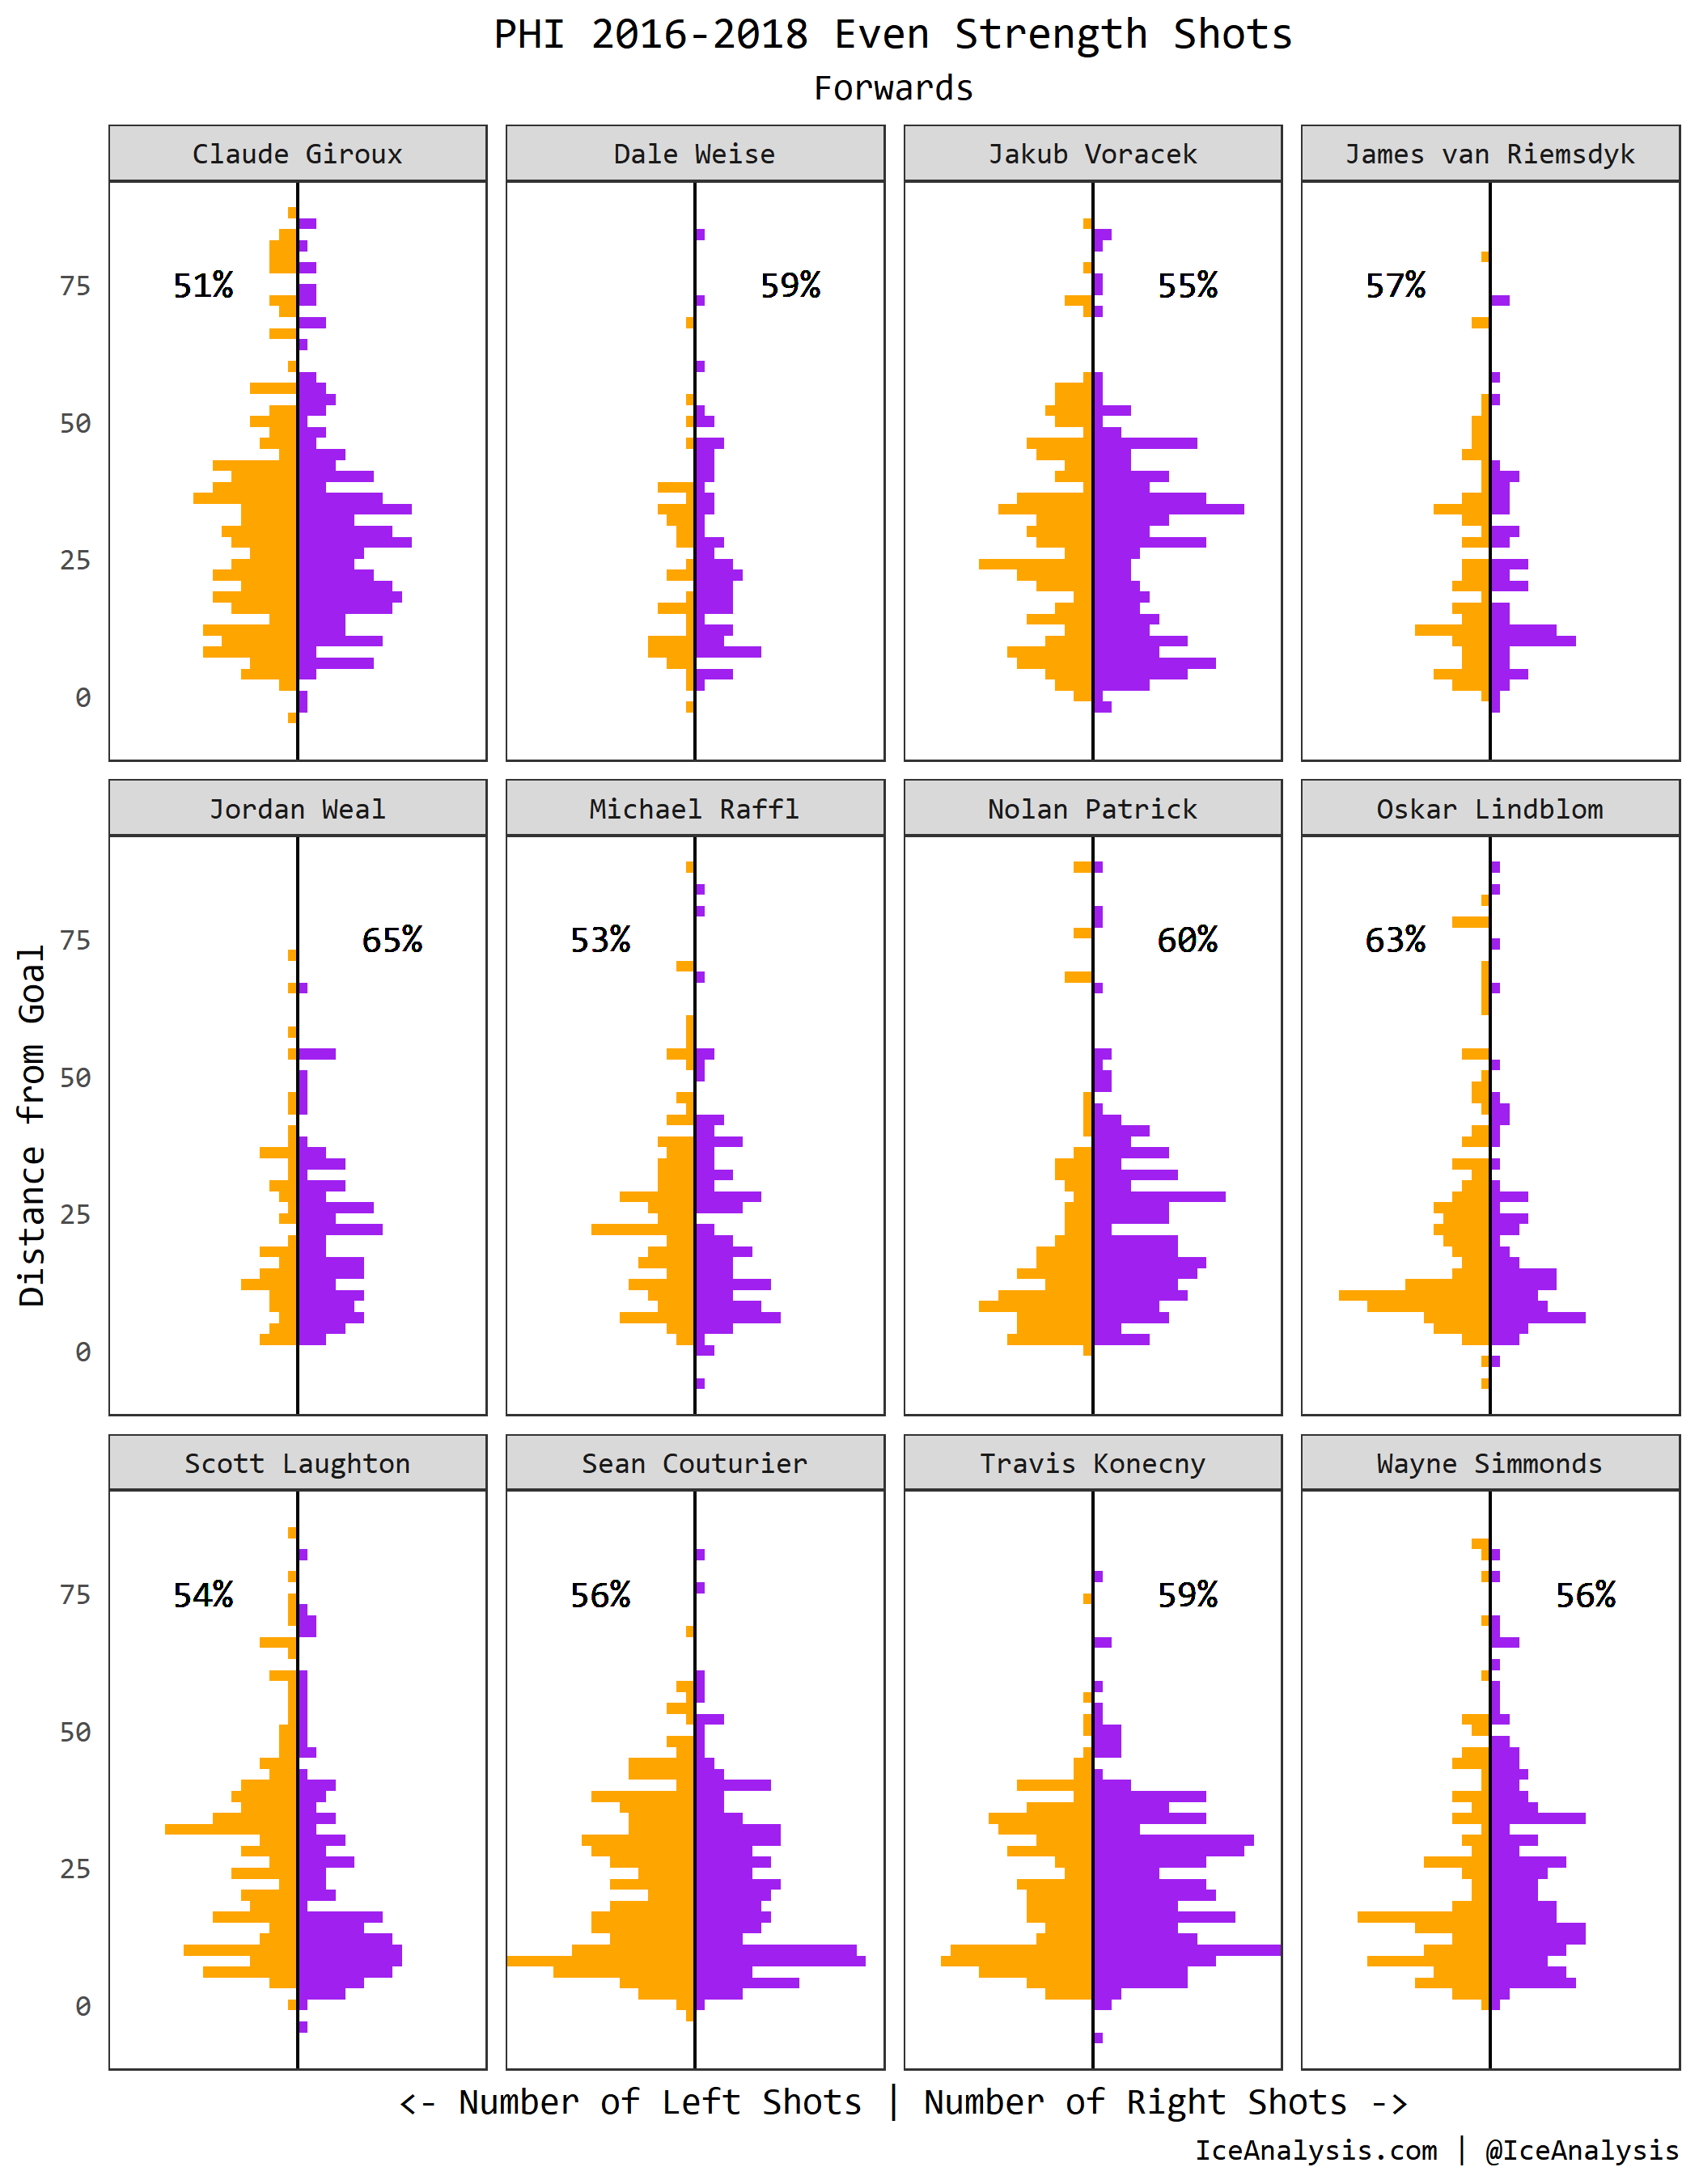 PHI 2016-2018 Even Strength Shots
Forwards
Claude Giroux
Dale Weise
Jakub Voracek
James van Riemsdyk
75
50
25
0
51%
59%
55%
57%
Jordan Weal
Michael Raffl
Nolan Patrick
Oskar Lindblom
75
50
25
0
65%
53%
60%
63%
Distance from Goal
Scott Laughton
Sean Couturier
Travis Konecny
Wayne Simmonds
75
50
25
0
54%
56%
59%
56%
<- Number of Left Shots | Number of Right Shots ->
IceAnalysis.com | @IceAnalysis